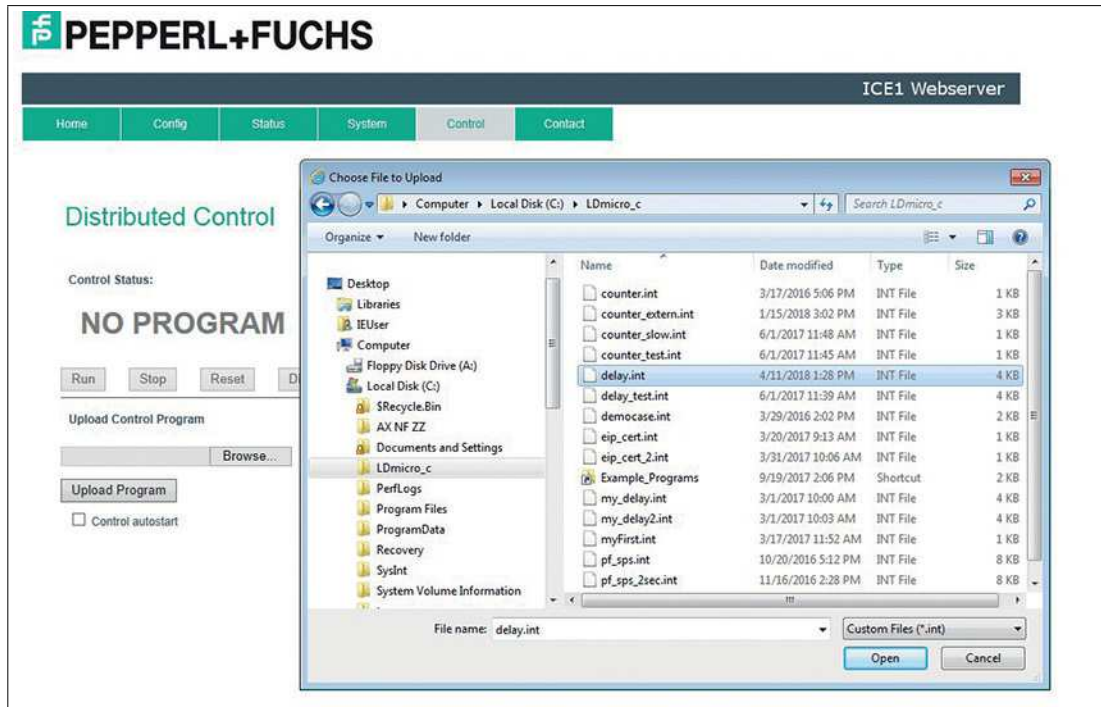 PEPPERL+FUCHS
ICE1 Webserver
Home Config Status System Control Contact
Distributed Control
Control Status:
NO PROGRAM
Run Stop Reset
Upload Control Program
Browse...
Upload Program
Control autostart
Choose File to Upload
Computer Local Disk (C:) LDmicro_c
Search LDmicro_c
Organize New folder
Desktop
Libraries
IEUser
Computer
Floppy Disk Drive (A:)
Local Disk (C:)
$Recycle.Bin
AX NF ZZ
Documents and Settings
LDmicro_c
PerfLogs
Program Files
ProgramData
Recovery
SysInt
System Volume Information
Name Date modified Type Size
counter.int 3/17/2016 5:06 PM INT File 1 KB
counter_extern.int 1/15/2018 3:02 PM INT File 3 KB
counter_slow.int 6/1/2017 11:48 AM INT File 1 KB
counter_test.int 6/1/2017 11:45 AM INT File 1 KB
delay.int 4/11/2018 1:28 PM INT File 4 KB
delay_test.int 6/1/2017 11:39 AM INT File 4 KB
democase.int 3/29/2016 2:02 PM INT File 2 KB
eip_cert.int 3/20/2017 9:13 AM INT File 1 KB
eip_cert_2.int 3/31/2017 10:06 AM INT File 1 KB
Example_Programs 9/19/2017 2:06 PM Shortcut 2 KB
my_delay.int 3/1/2017 10:00 AM INT File 4 KB
my_delay2.int 3/1/2017 10:03 AM INT File 4 KB
myFirst.int 3/17/2017 11:52 AM INT File 1 KB
pf_sps.int 10/20/2016 5:12 PM INT File 8 KB
pf_sps_2sec.int 11/16/2016 2:28 PM INT File 8 KB
File name: delay.int
Custom Files (*.int)
Open Cancel